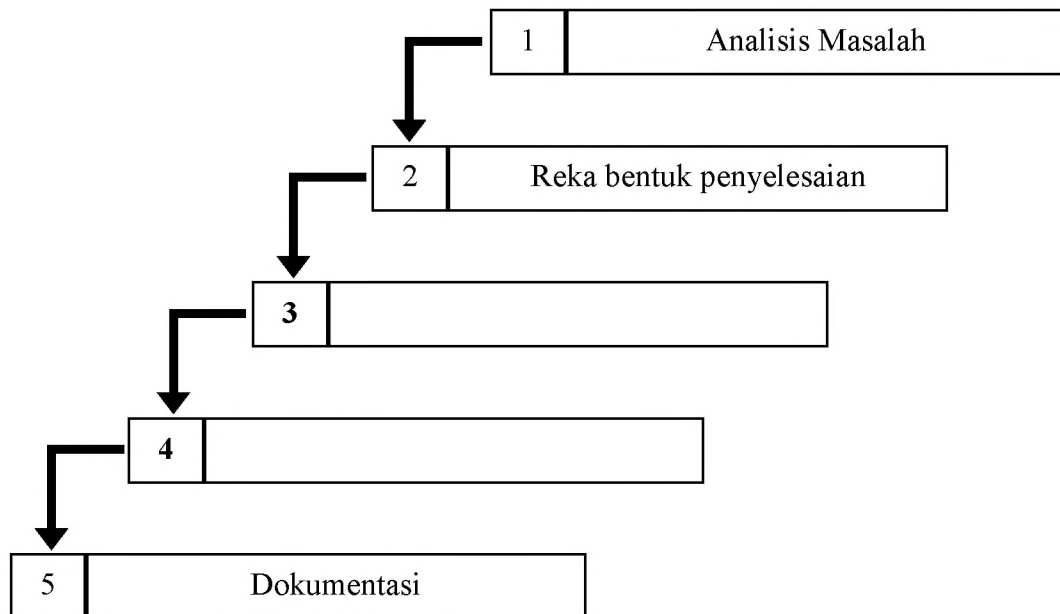 1 Analisis Masalah
2 Reka bentuk penyelesaian
3
4
5 Dokumentasi